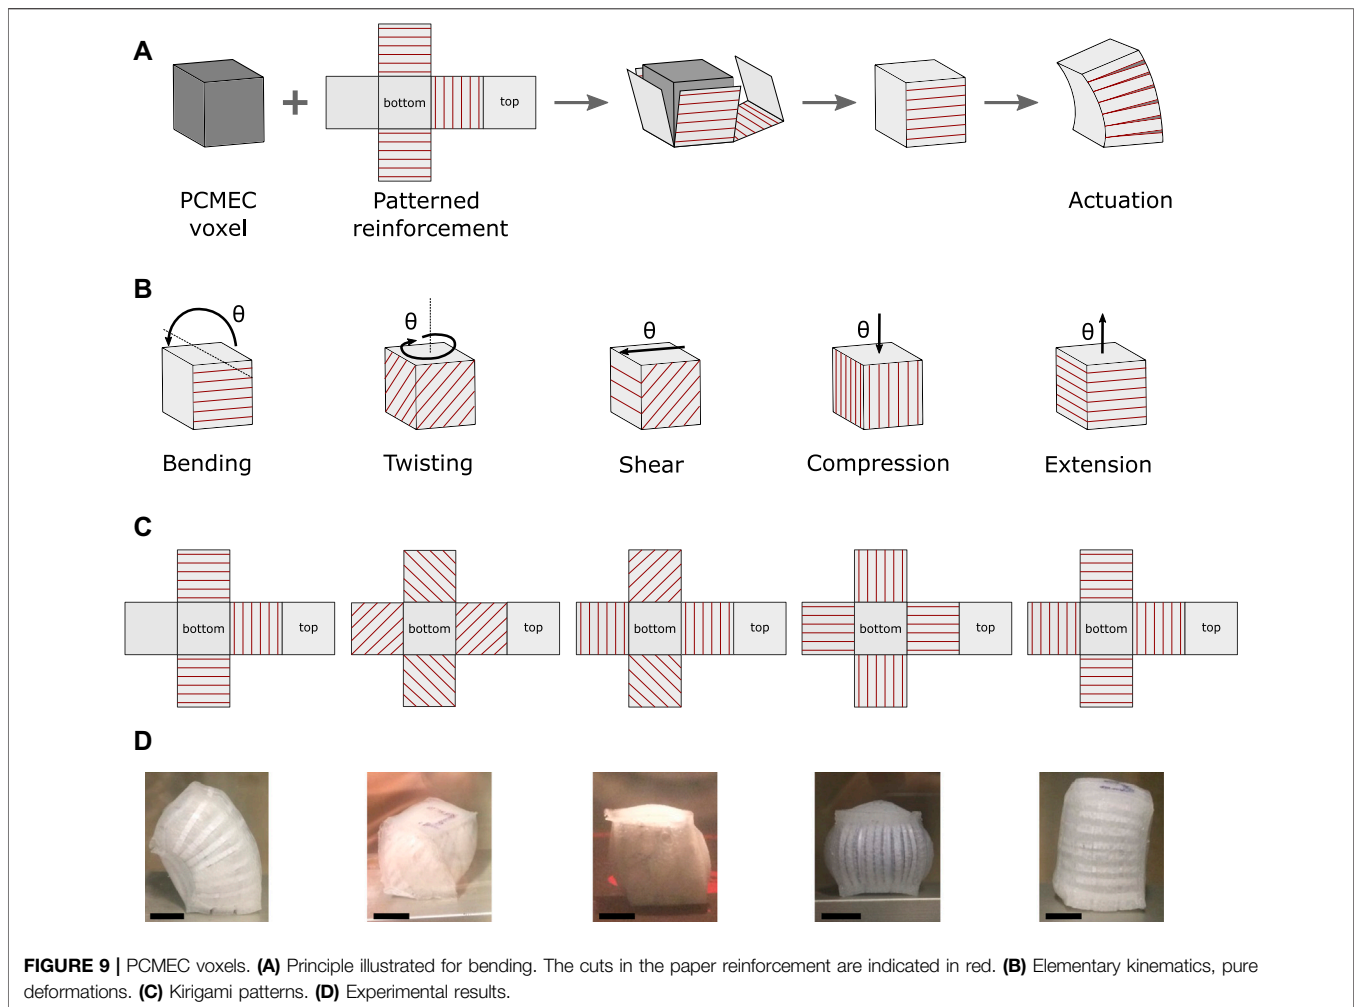 A
bottom
top
PCMEC
voxel
Patterned
reinforcement
Actuation
B
θ
θ
θ
θ
θ
Bending
Twisting
Shear
Compression
Extension
C
bottom
top
bottom
top
bottom
top
bottom
top
bottom
top
D
FIGURE 9 | PCMEC voxels. (A) Principle illustrated for bending. The cuts in the paper reinforcement are indicated in red. (B) Elementary kinematics, pure
deformations. (C) Kirigami patterns. (D) Experimental results.